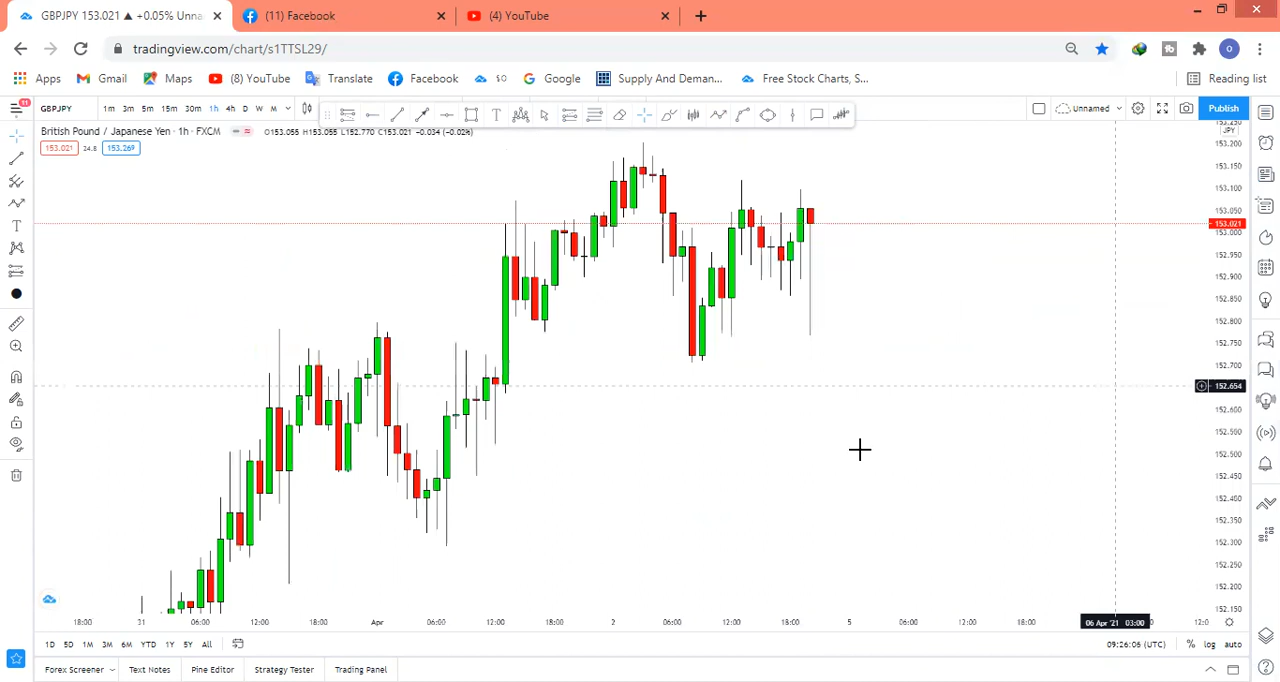 GBPJPY 153.021 ▲ +0.05% Unna
(11) Facebook
(4) YouTube
tradingview.com/chart/s1TTSL29/
O
Apps
Gmail
Maps
(8) YouTube
Translate
Facebook
Google
Supply And Deman...
Free Stock Charts, S...
Reading list
11
GBPJPY
1m 3m 5m 15m 30m 1h 4h D W M
Unnamed
Publish
British Pound / Japanese Yen · 1h · FXCM
O153.055 H153.055 L152.770 C153.021 −0.034 (−0.02%)
153.021 24.8 153.269
JPY
153.200
153.150
153.100
153.050
153.021
153.000
152.950
152.900
152.850
152.800
152.750
152.700
152.654
152.600
152.550
152.500
152.450
152.400
152.350
152.300
152.250
152.200
152.150
18:00 31 06:00 12:00 18:00 Apr 06:00 12:00 18:00 2 06:00 12:00 18:00 5 06:00 12:00 18:00 06 Apr '21 03:00 12:0
1D 5D 1M 3M 6M YTD 1Y 5Y All
09:26:06 (UTC) % log auto
Forex Screener Text Notes Pine Editor Strategy Tester Trading Panel